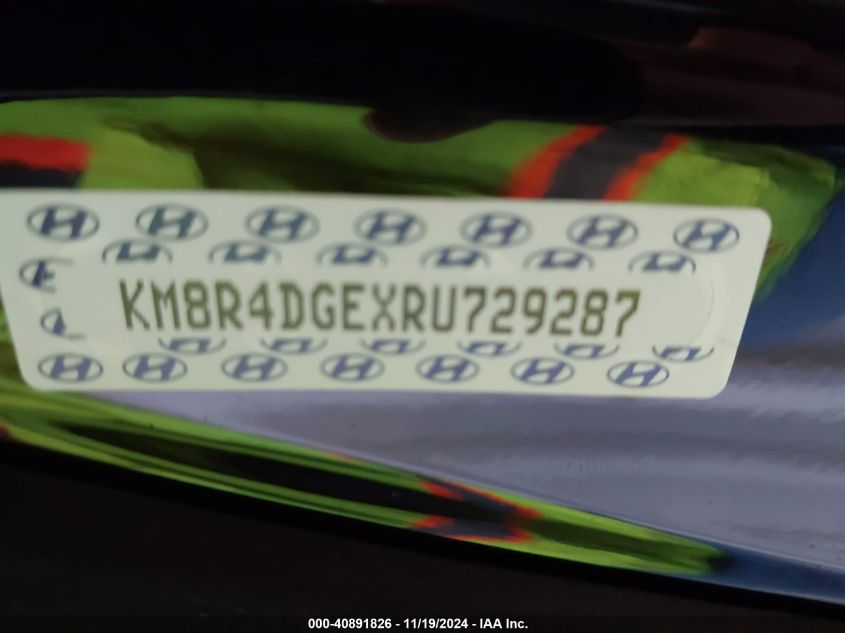 KM8R4DGEXRU729287
000-40891826 - 11/19/2024 - IAA Inc.